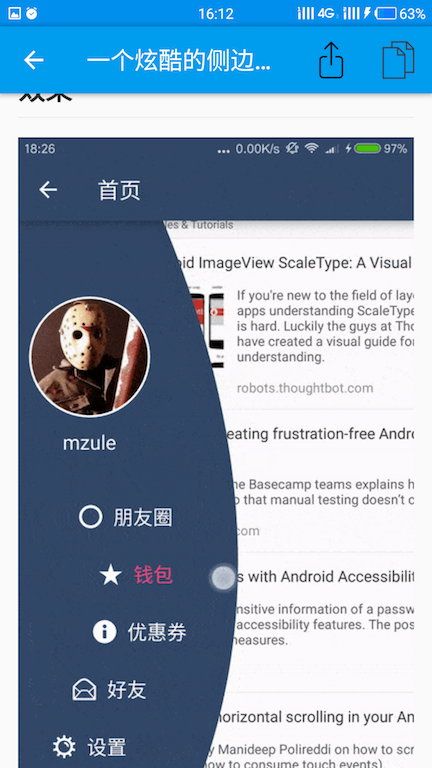 16:12
4G
63%
一个炫酷的侧边...
效果
18:26
... 0.00K/s
97%
首页
es & Tutorials
oid ImageView ScaleType: A Visual
If you're new to the field of lay
apps understanding ScaleType
is hard. Luckily the guys at Tho
have created a visual guide for
understanding.
robots.thoughtbot.com
mzule
eating frustration-free Andro
he Basecamp teams explains h
o that manual testing doesn't c
.com
朋友圈
钱包
s with Android Accessibilit
优惠券
nsitive information of a passw
accessibility features. The pos
easures.
好友
horizontal scrolling in your An
设置
y Manideep Polireddi on how to scr
ow to consume touch events)